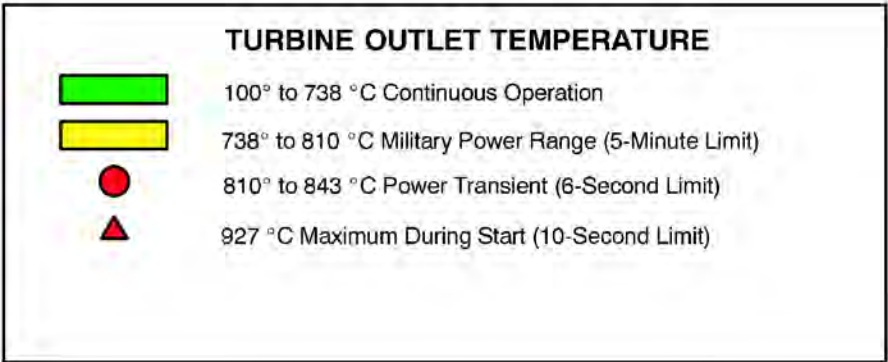 TURBINE OUTLET TEMPERATURE
100° to 738 °C Continuous Operation
738° to 810 °C Military Power Range (5-Minute Limit)
810° to 843 °C Power Transient (6-Second Limit)
927 °C Maximum During Start (10-Second Limit)